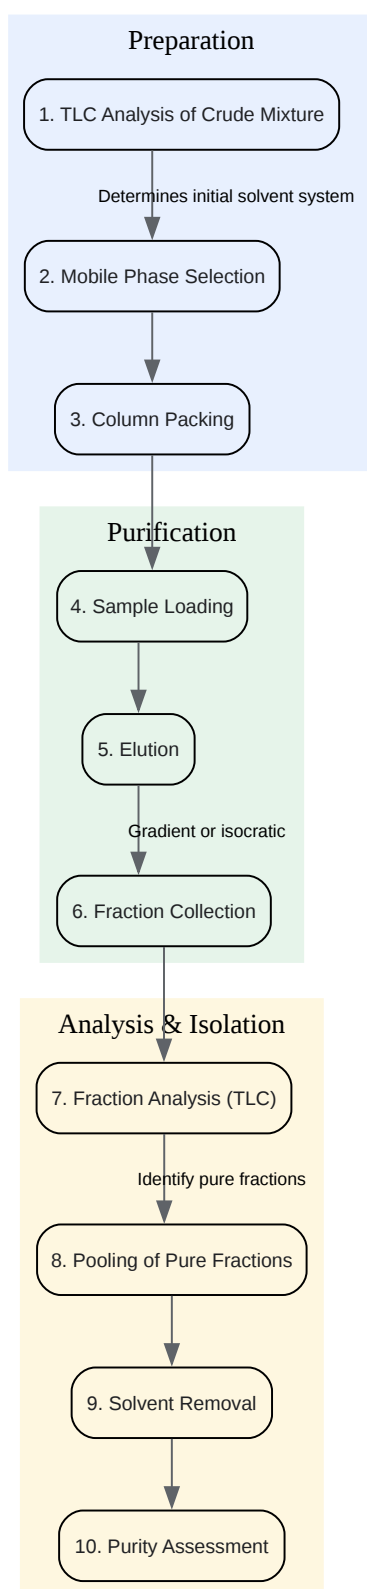 Preparation
1. TLC Analysis of Crude Mixture
Determines initial solvent system
2. Mobile Phase Selection
3. Column Packing
Purification
4. Sample Loading
5. Elution
Gradient or isocratic
6. Fraction Collection
Analysis & Isolation
7. Fraction Analysis (TLC)
Identify pure fractions
8. Pooling of Pure Fractions
9. Solvent Removal
10. Purity Assessment